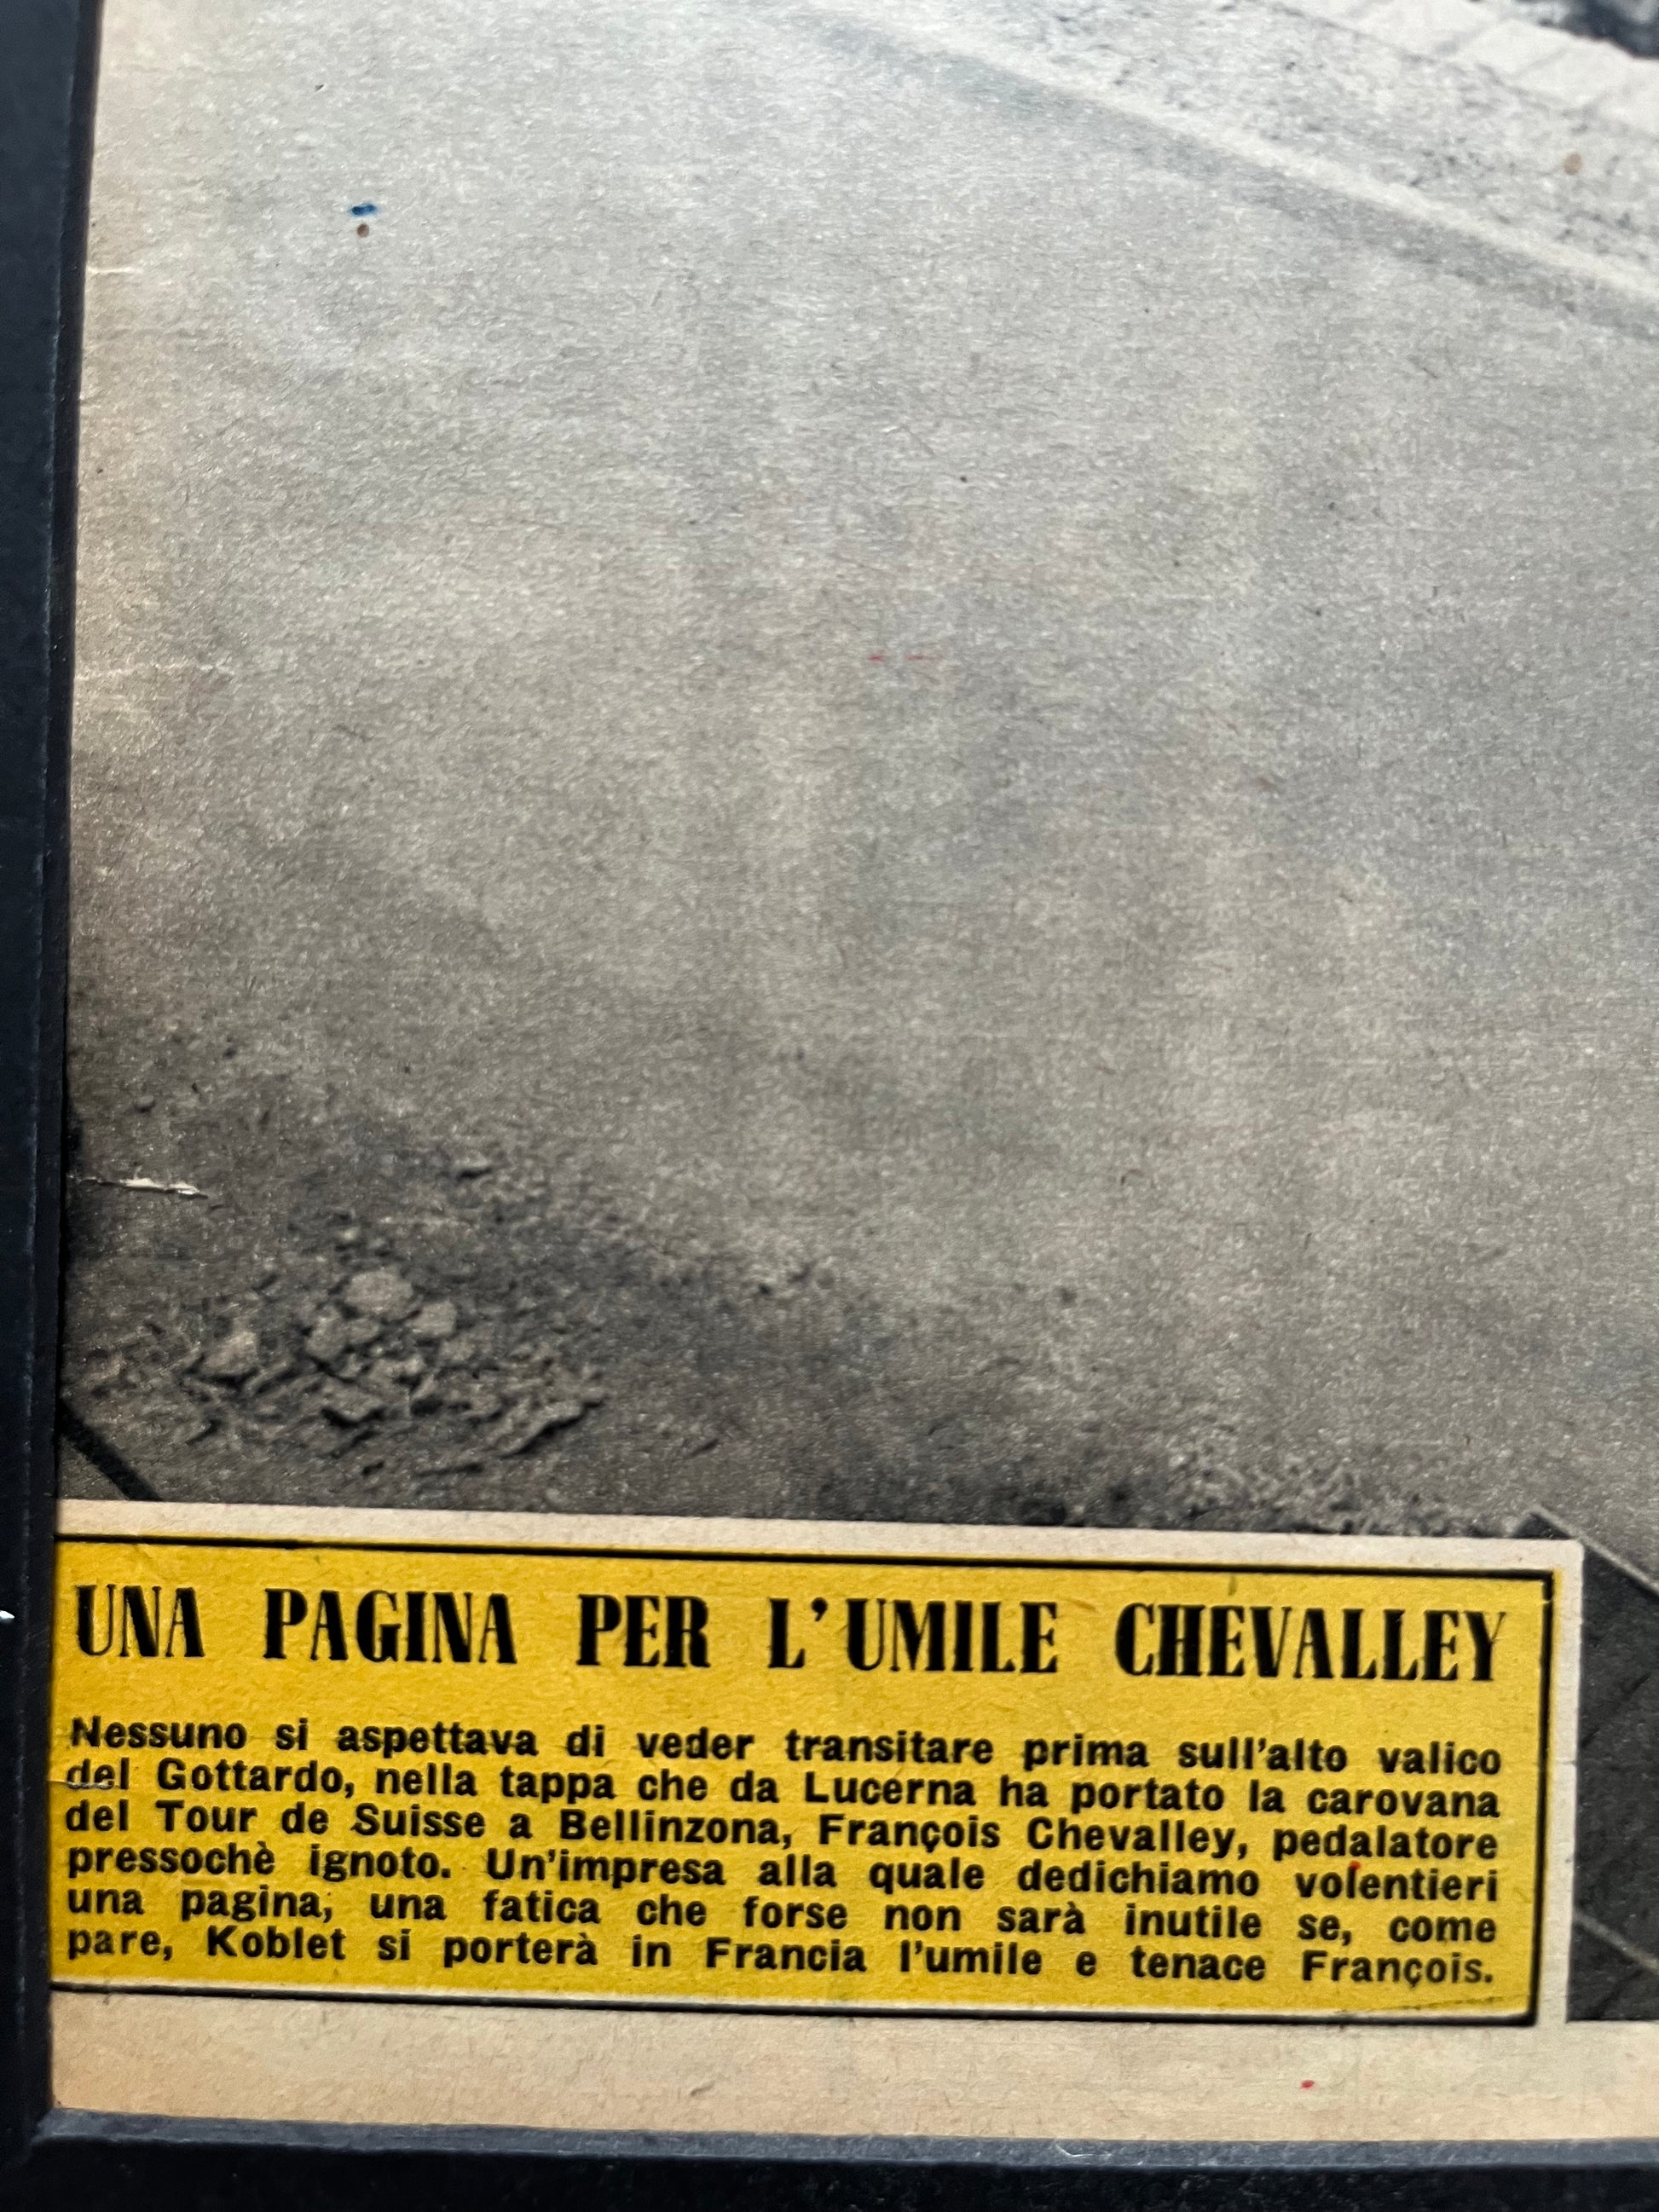 UNA PAGINA PER L'UMILE CHEVALLEY
Nessuno si aspettava di veder transitare prima sull'alto valico
del Gottardo, nella tappa che da Lucerna ha portato la carovana
del Tour de Suisse a Bellinzona, François Chevalley, pedalatore
pressochè ignoto. Un'impresa alla quale dedichiamo volentieri
una pagina, una fatica che forse non sarà inutile se, come
pare, Koblet si porterà in Francia l'umile e tenace François.